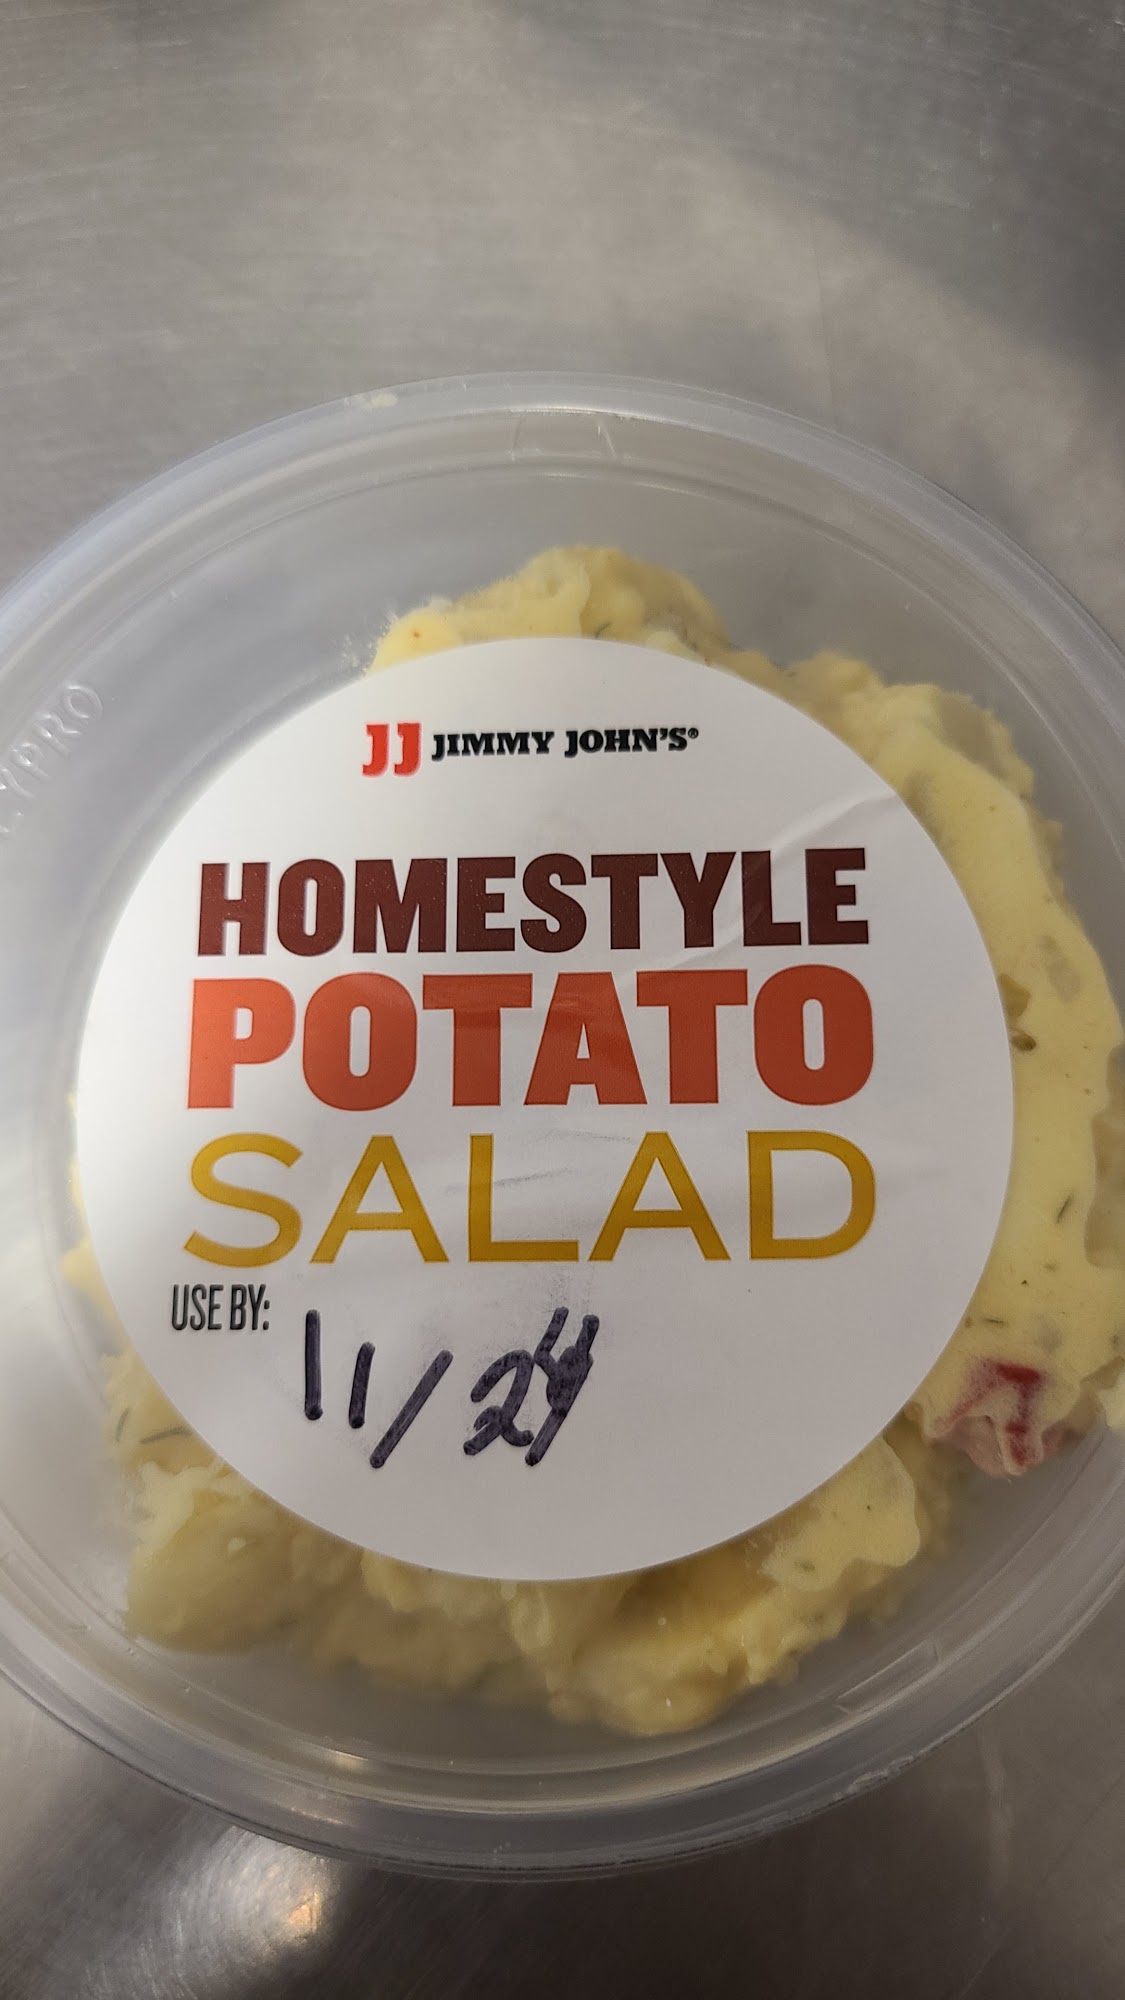 JJ JIMMY JOHN'S®
HOMESTYLE
POTATO
SALAD
USE BY: 11/24